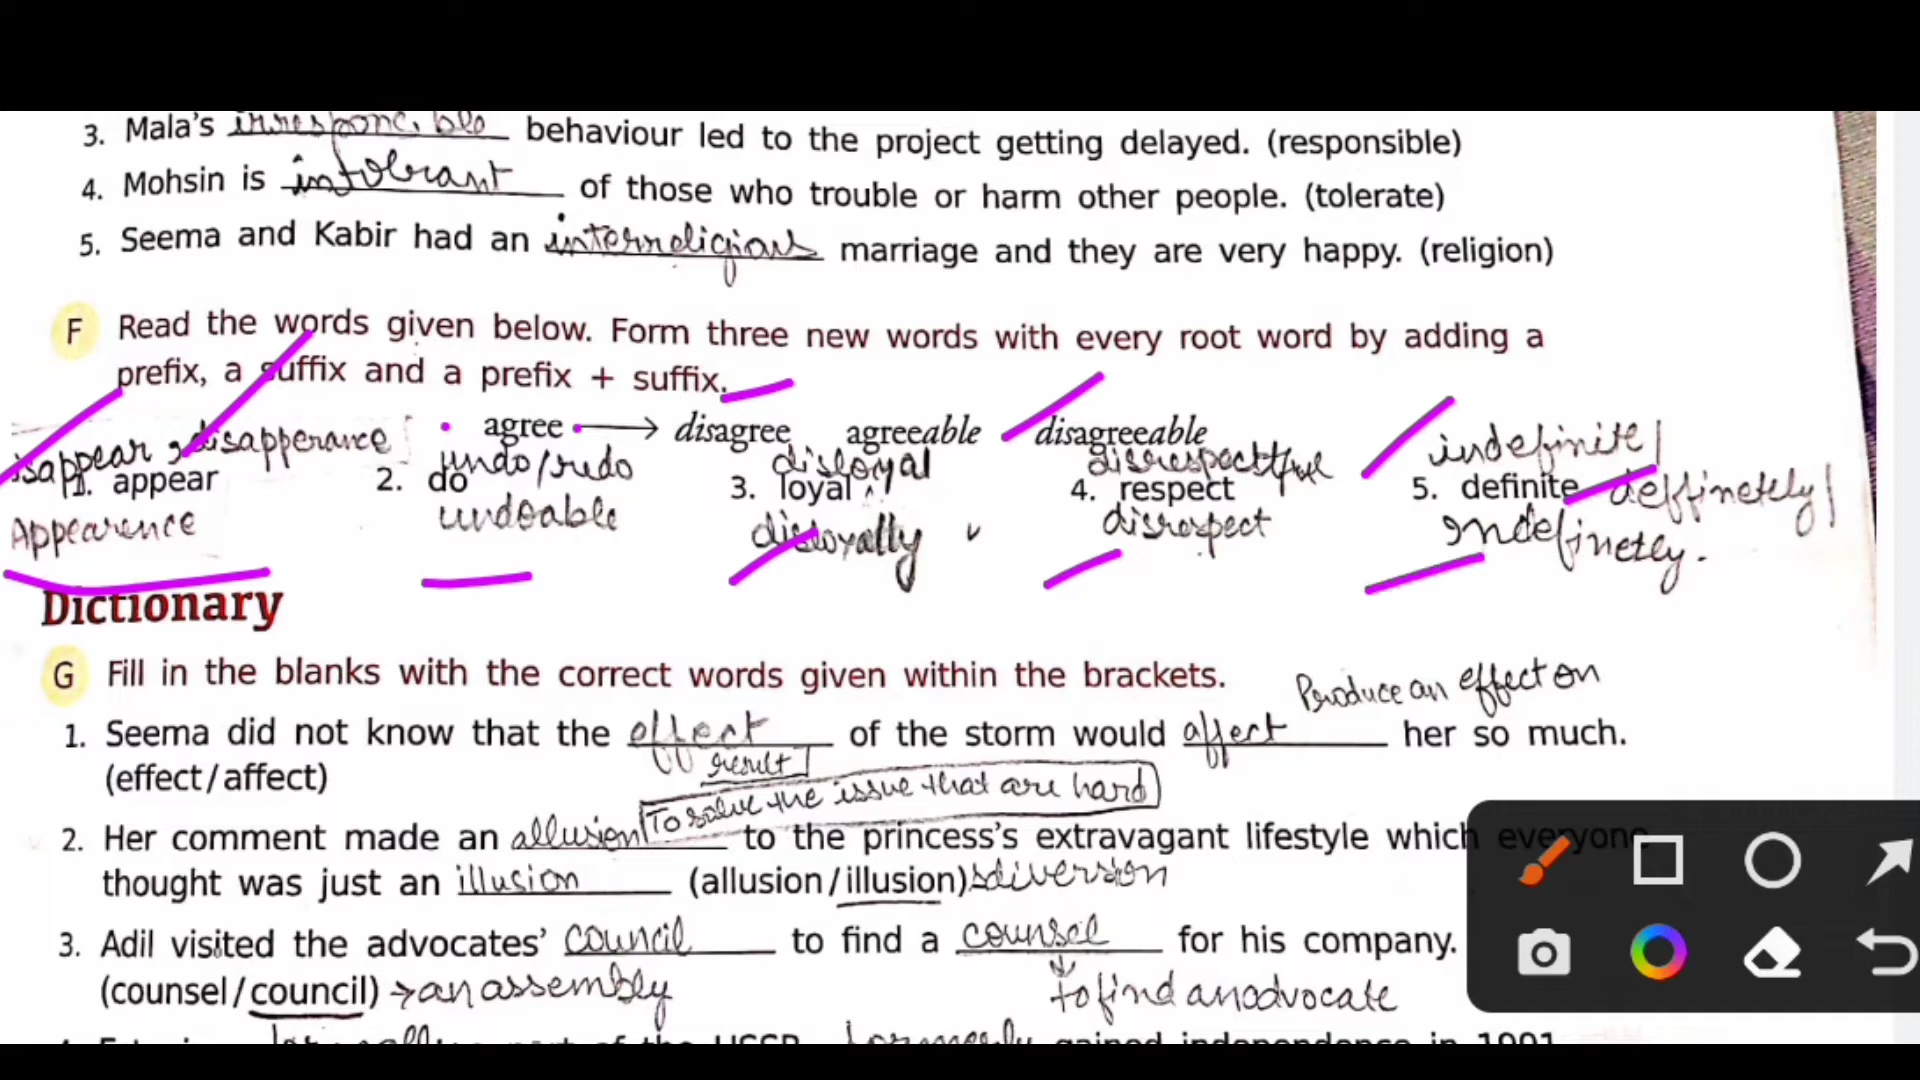 3. Mala's irresponcible behaviour led to the project getting delayed. (responsible)
4. Mohsin is intolerant of those who trouble or harm other people. (tolerate)
5. Seema and Kabir had an interreligious marriage and they are very happy. (religion)
F Read the words given below. Form three new words with every root word by adding a
prefix, a suffix and a prefix + suffix.
agree → disagree agreeable disagreeable
disapperance undo/redo disloyal disrespectful indefinite/
1. appear 2. do 3. loyal 4. respect 5. definite deffinetely/
Appearence undoable disloyally disrespect Indefinetely.
Dictionary
G Fill in the blanks with the correct words given within the brackets.
Produce an effect on
1. Seema did not know that the effect of the storm would affect her so much.
(effect/affect) result
To solve the issue that are hard
2. Her comment made an allusion to the princess's extravagant lifestyle which everyone
thought was just an illusion (allusion/illusion) diversion
3. Adil visited the advocates' council to find a counsel for his company.
(counsel/council) → an assembly to find an advocate